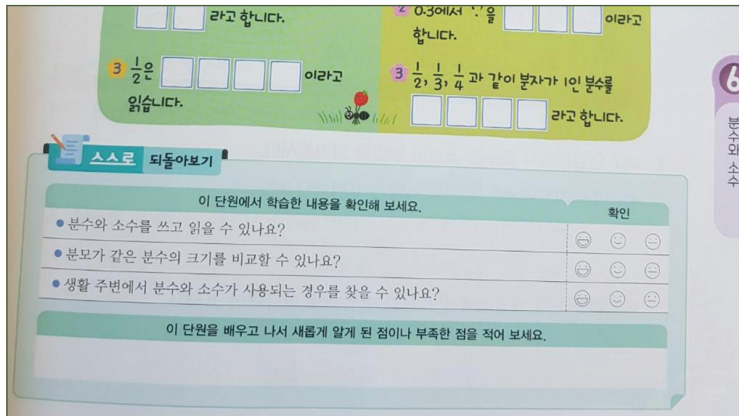 라고 합니다.
3 1/2은 이라고
읽습니다.
2 0.3에서 '.'을 이라고
합니다.
3 1/2, 1/3, 1/4과 같이 분자가 1인 분수를
라고 합니다.
6
분수와 소수
스스로 되돌아보기
이 단원에서 학습한 내용을 확인해 보세요. 확인
• 분수와 소수를 쓰고 읽을 수 있나요?
• 분모가 같은 분수의 크기를 비교할 수 있나요?
• 생활 주변에서 분수와 소수가 사용되는 경우를 찾을 수 있나요?
이 단원을 배우고 나서 새롭게 알게 된 점이나 부족한 점을 적어 보세요.